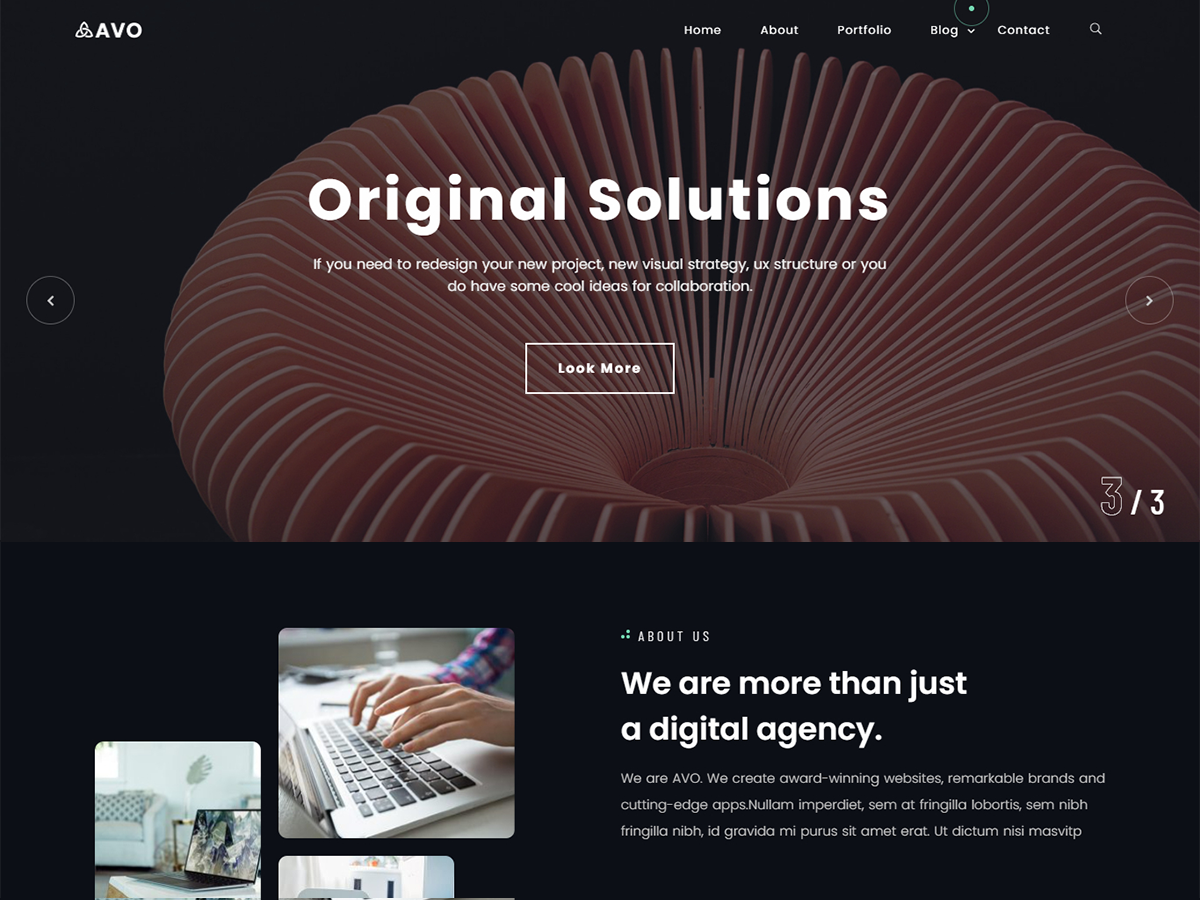 AVO
Home About Portfolio Blog Contact
Original Solutions
If you need to redesign your new project, new visual strategy, ux structure or you
do have some cool ideas for collaboration.
Look More
3 / 3
ABOUT US
We are more than just
a digital agency.
We are AVO. We create award-winning websites, remarkable brands and
cutting-edge apps.Nullam imperdiet, sem at fringilla lobortis, sem nibh
fringilla nibh, id gravida mi purus sit amet erat. Ut dictum nisi masvitp